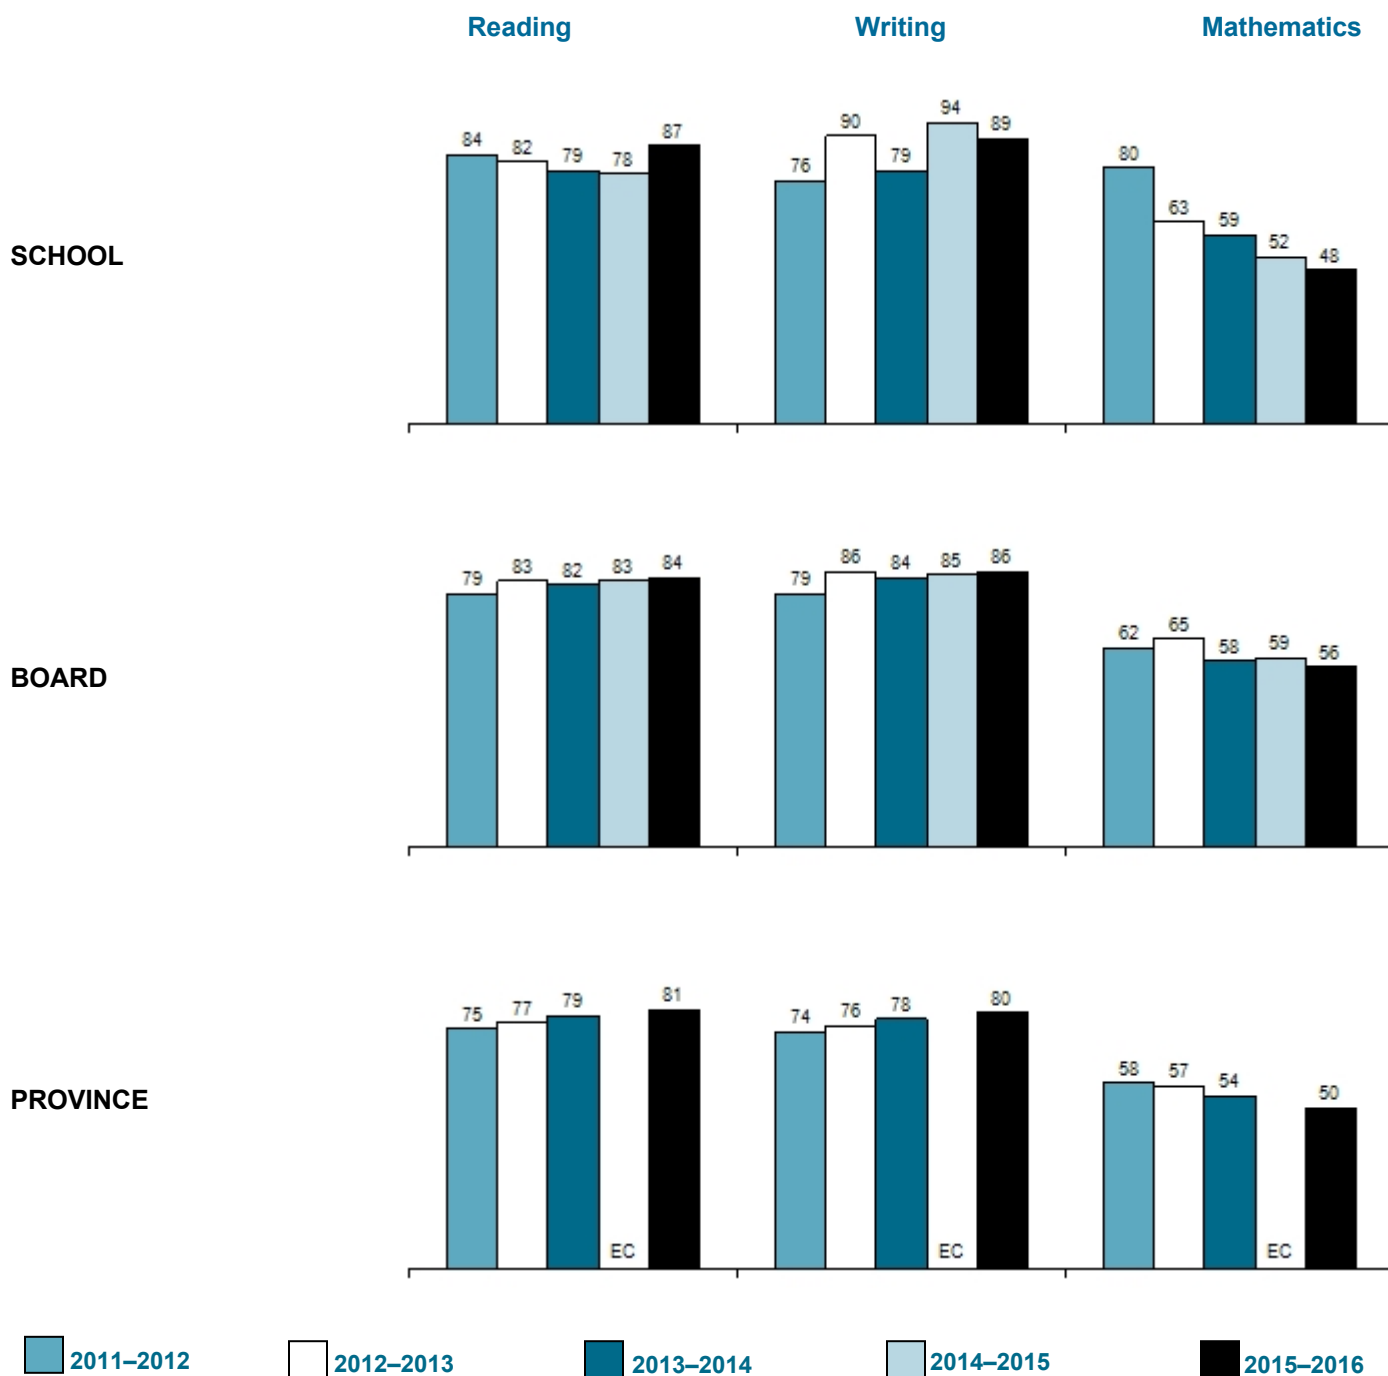 Reading Writing Mathematics
SCHOOL
84 82 79 78 87 76 90 79 94 89 80 63 59 52 48
BOARD
79 83 82 83 84 79 86 84 85 86 62 65 58 59 56
PROVINCE
75 77 79 EC 81 74 76 78 EC 80 58 57 54 EC 50
2011–2012 2012–2013 2013–2014 2014–2015 2015–2016